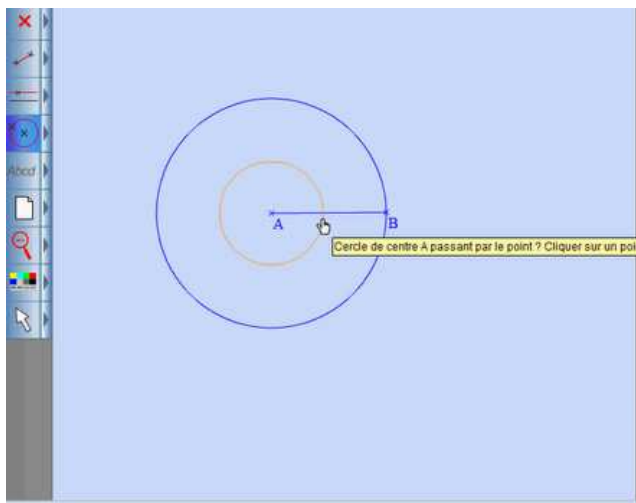 Abcd
A
B
Cercle de centre A passant par le point ? Cliquer sur un poi